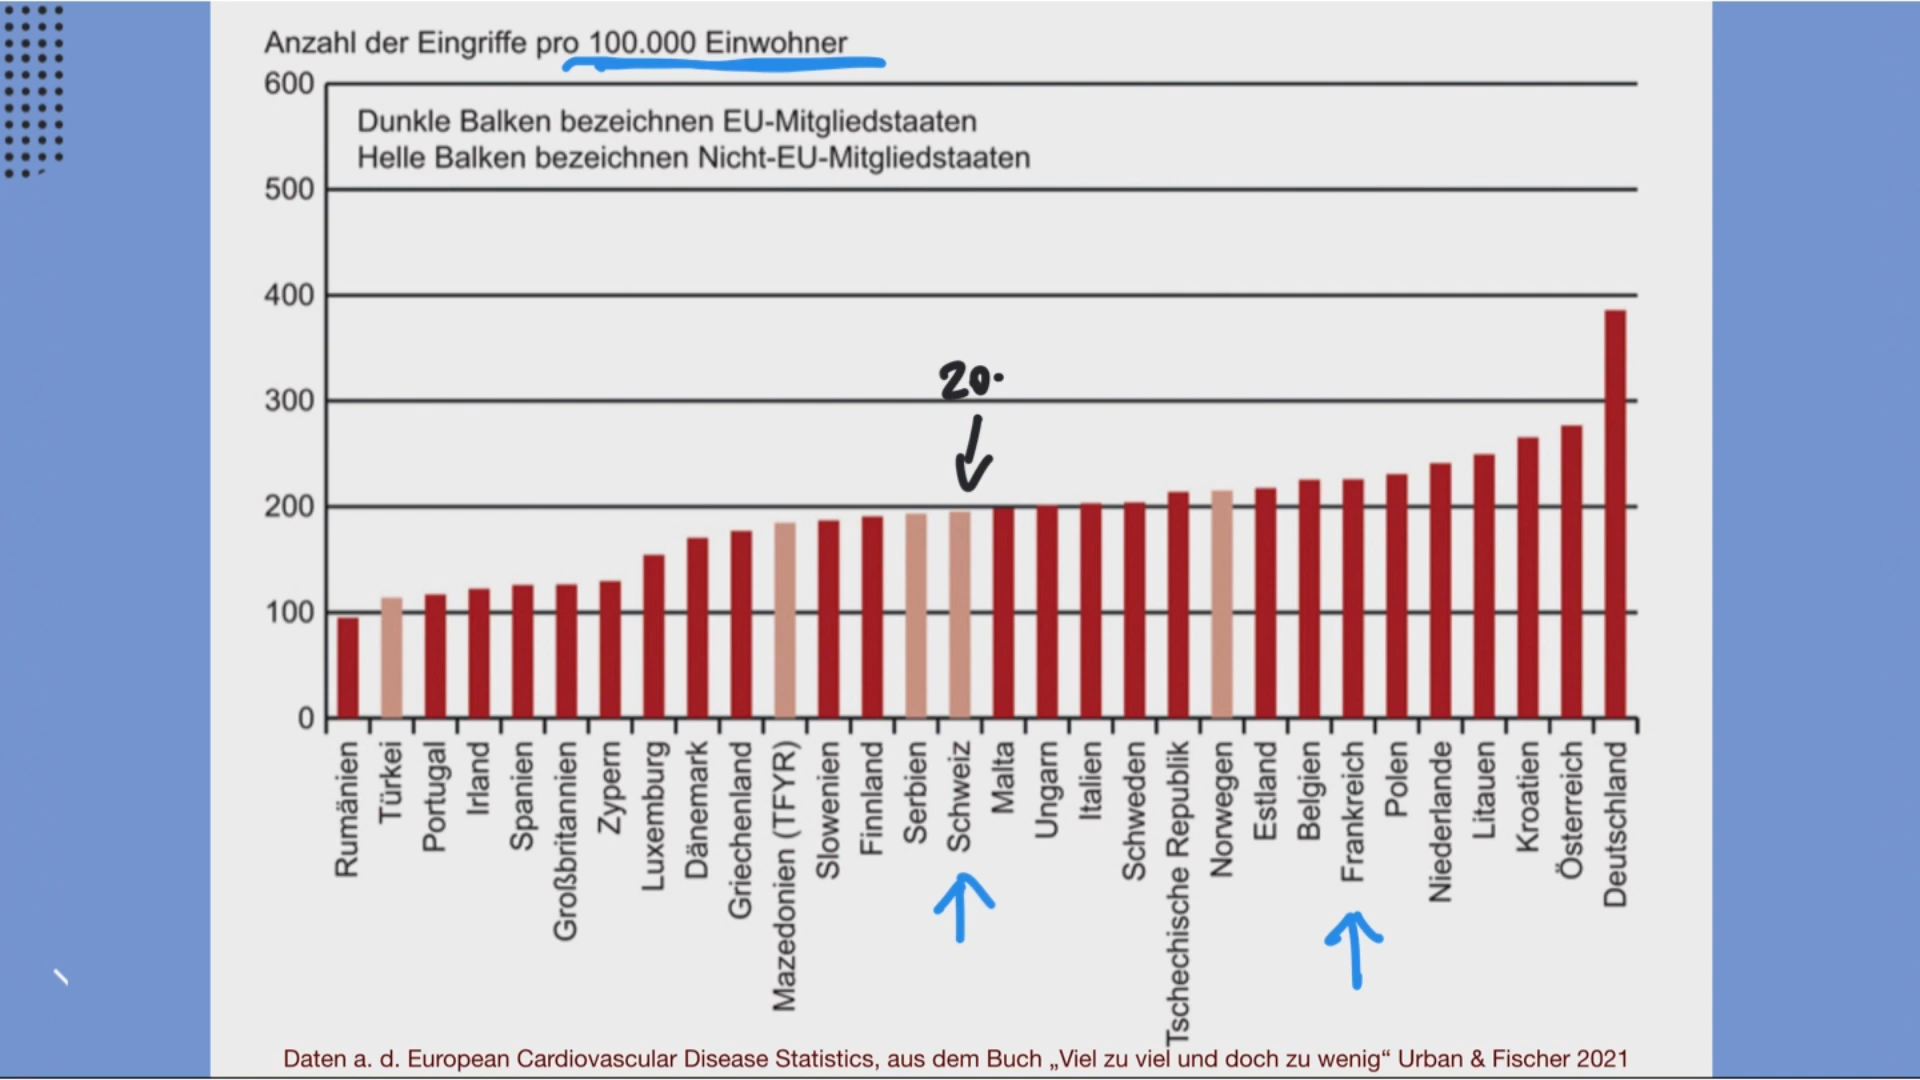 Anzahl der Eingriffe pro 100.000 Einwohner
600
Dunkle Balken bezeichnen EU-Mitgliedstaaten
Helle Balken bezeichnen Nicht-EU-Mitgliedstaaten
500
400
20.
300
200
100
0
Rumänien
Türkei
Portugal
Irland
Spanien
Großbritannien
Zypern
Luxemburg
Dänemark
Griechenland
Mazedonien (TFYR)
Slowenien
Finnland
Serbien
Schweiz
Malta
Ungarn
Italien
Schweden
Tschechische Republik
Norwegen
Estland
Belgien
Frankreich
Polen
Niederlande
Litauen
Kroatien
Österreich
Deutschland
Daten a. d. European Cardiovascular Disease Statistics, aus dem Buch „Viel zu viel und doch zu wenig“ Urban & Fischer 2021